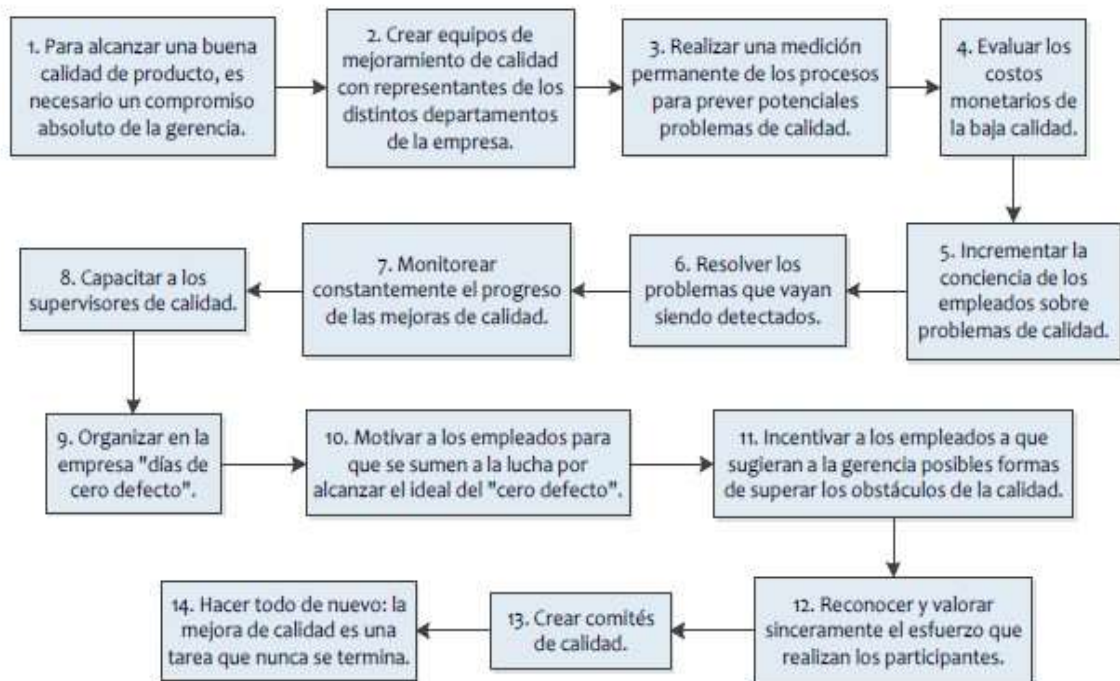 1. Para alcanzar una buena
calidad de producto, es
necesario un compromiso
absoluto de la gerencia.
2. Crear equipos de
mejoramiento de calidad
con representantes de los
distintos departamentos
de la empresa.
3. Realizar una medición
permanente de los procesos
para prever potenciales
problemas de calidad.
4. Evaluar los
costos
monetarios de
la baja calidad.
5. Incrementar la
conciencia de los
empleados sobre
problemas de calidad.
6. Resolver los
problemas que vayan
siendo detectados.
7. Monitorear
constantemente el progreso
de las mejoras de calidad.
8. Capacitar a los
supervisores de calidad.
9. Organizar en la
empresa "días de
cero defecto".
10. Motivar a los empleados para
que se sumen a la lucha por
alcanzar el ideal del "cero defecto".
11. Incentivar a los empleados a que
sugieran a la gerencia posibles formas
de superar los obstáculos de la calidad.
12. Reconocer y valorar
sinceramente el esfuerzo que
realizan los participantes.
13. Crear comités
de calidad.
14. Hacer todo de nuevo: la
mejora de calidad es una
tarea que nunca se termina.